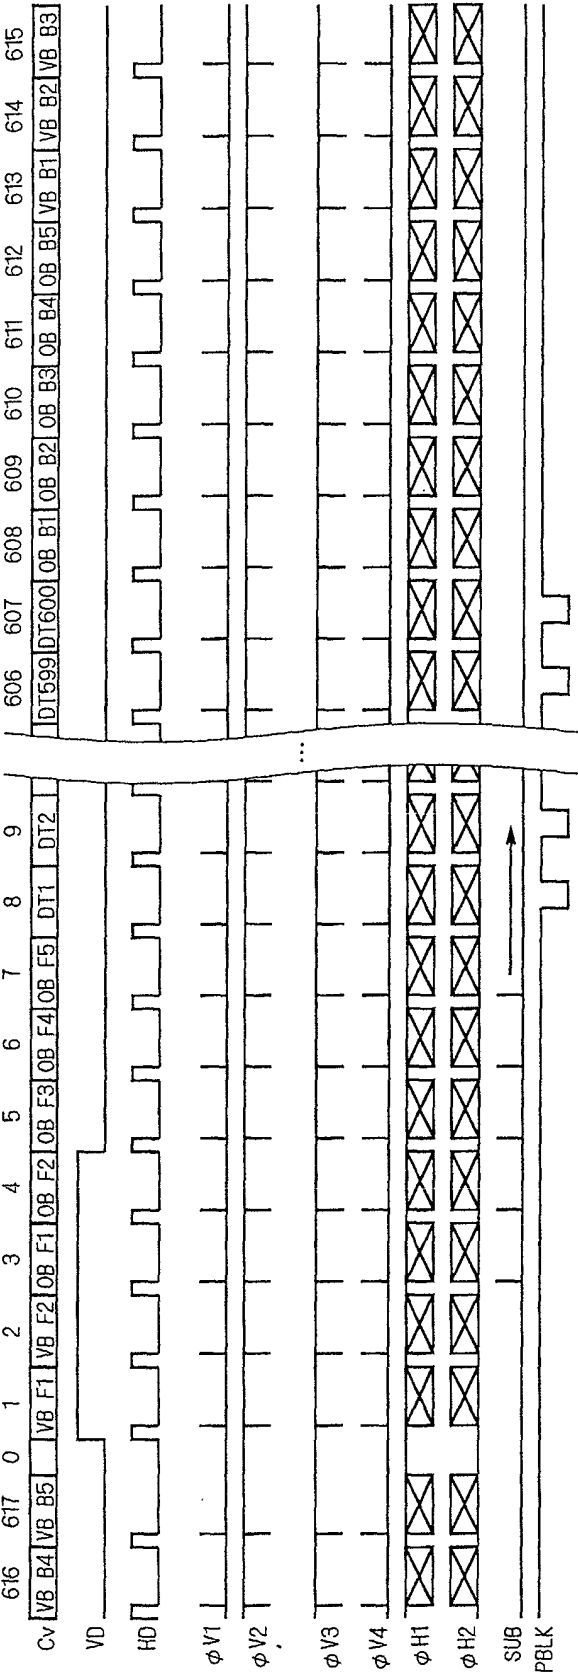 616 617 0 1 2 3 4 5 6 7 8 9 606 607 608 609 610 611 612 613 614 615
Cv VB B4 VB B5 VB F1 VB F2 OB F1 OB F2 OB F3 OB F4 OB F5 DT1 DT2 ... DT599 DT600 OB B1 OB B2 OB B3 OB B4 OB B5 VB B1 VB B2 VB B3
VD
HD
φV1
φV2
φV3
φV4
φH1
φH2
SUB
PBLK